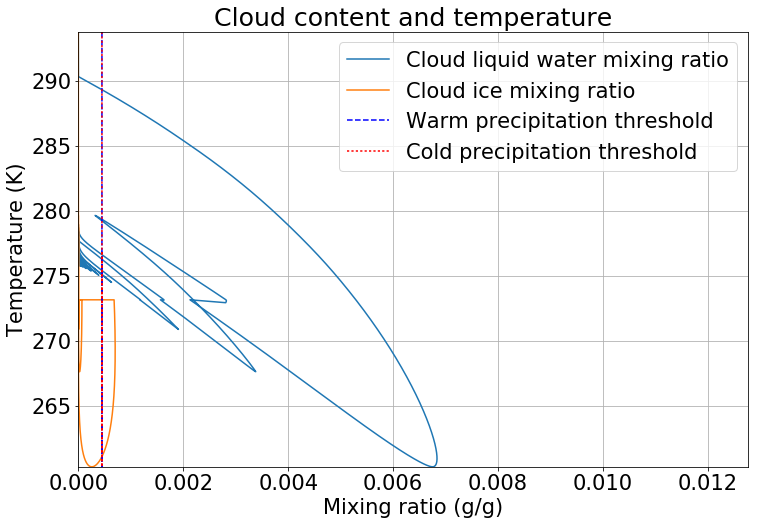 Cloud content and temperature
Cloud liquid water mixing ratio
Cloud ice mixing ratio
Warm precipitation threshold
Cold precipitation threshold
Temperature (K)
290
285
280
275
270
265
0.000 0.002 0.004 0.006 0.008 0.010 0.012
Mixing ratio (g/g)